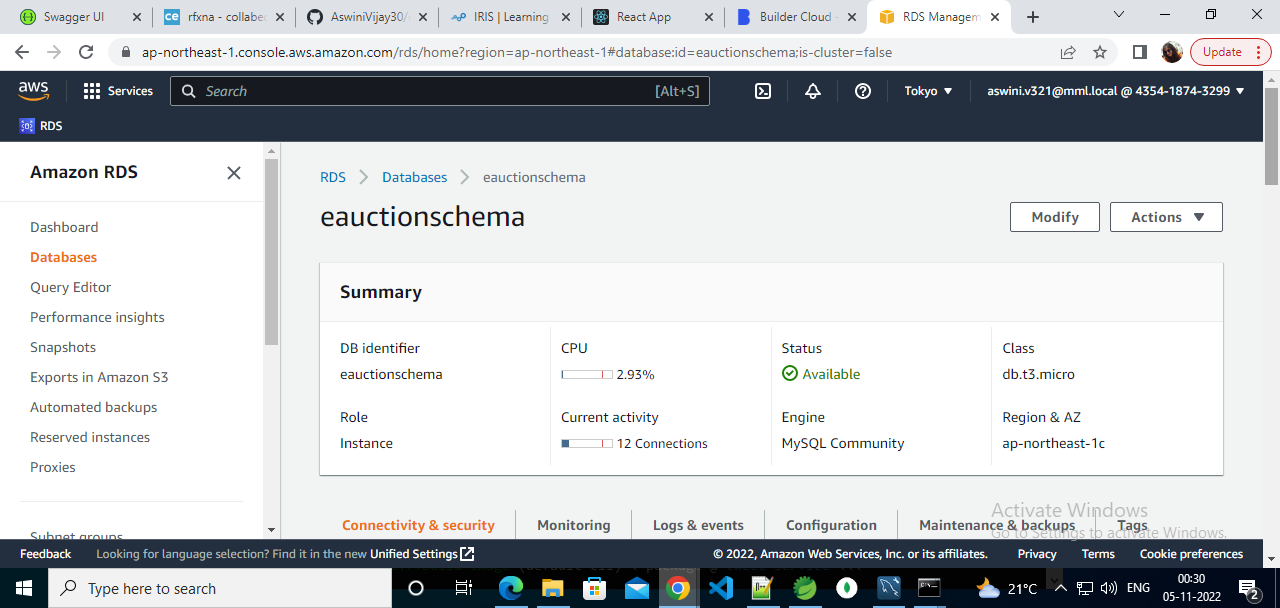 Swagger UI
rfxna - collabec
AswiniVijay30/
IRIS | Learning
React App
Builder Cloud
RDS Managem
ap-northeast-1.console.aws.amazon.com/rds/home?region=ap-northeast-1#database:id=eauctionschema;is-cluster=false
Update
aws
Services
Search
[Alt+S]
Tokyo
aswini.v321@mml.local @ 4354-1874-3299
RDS
Amazon RDS
Dashboard
Databases
Query Editor
Performance insights
Snapshots
Exports in Amazon S3
Automated backups
Reserved instances
Proxies
Subnet groups
RDS
Databases
eauctionschema
eauctionschema
Modify
Actions
Summary
DB identifier
eauctionschema
CPU
2.93%
Status
Available
Class
db.t3.micro
Role
Instance
Current activity
12 Connections
Engine
MySQL Community
Region & AZ
ap-northeast-1c
Connectivity & security
Monitoring
Logs & events
Configuration
Maintenance & backups
Tags
Activate Windows
Go to Settings to activate Windows.
Feedback
Looking for language selection? Find it in the new Unified Settings
© 2022, Amazon Web Services, Inc. or its affiliates.
Privacy
Terms
Cookie preferences
Type here to search
21°C
ENG
00:30
05-11-2022
2